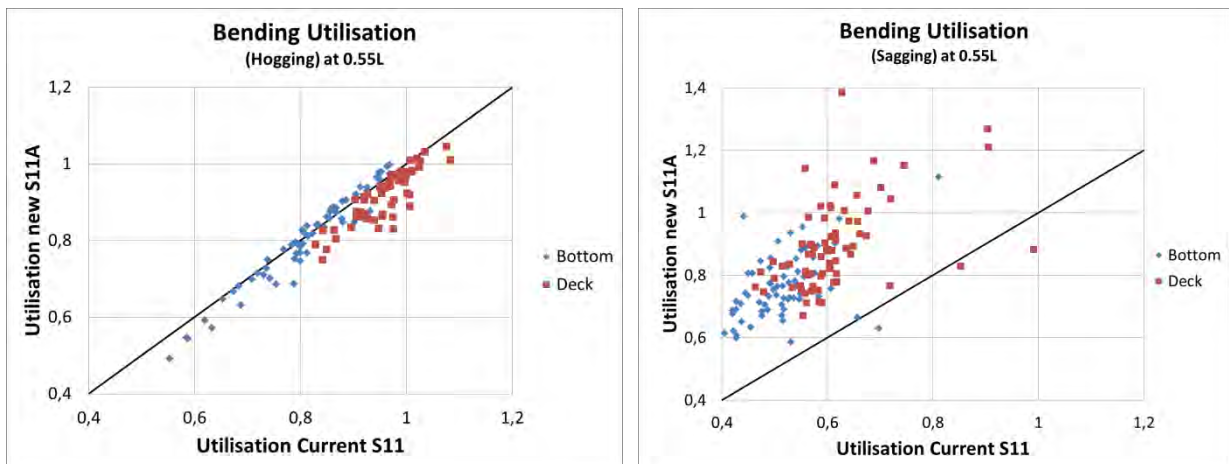 Bending Utilisation
(Hogging) at 0.55L
1,2
1
0,8
0,6
0,4
0,4
0,6
0,8
1
1,2
Utilisation new S11A
Utilisation Current S11
Bottom
Deck
Bending Utilisation
(Sagging) at 0.55L
1,4
1,2
1
0,8
0,6
0,4
0,4
0,6
0,8
1
1,2
Utilisation new S11A
Utilisation Current S11
Bottom
Deck